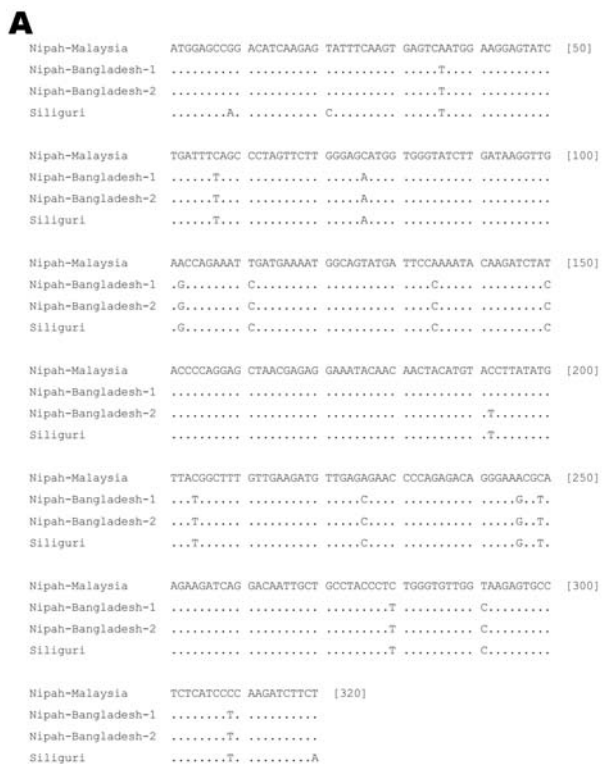 A
Nipah-Malaysia ATGGAGCCGG ACATCAAGAG TATTTCAAGT GAGTCAATGG AAGGAGTATC [50]
Nipah-Bangladesh-1 .......... .......... .......... .....T.... ..........
Nipah-Bangladesh-2 .......... .......... .......... .....T.... ..........
Siliguri ........A. .......... C......... .....T.... ..........
Nipah-Malaysia TGATTTCAGC CCTAGTTCTT GGGAGCATGG TGGGTATCTT GATAAGGTTG [100]
Nipah-Bangladesh-1 ......T... .......... .....A.... .......... ..........
Nipah-Bangladesh-2 ......T... .......... .....A.... .......... ..........
Siliguri ......T... .......... .....A.... .......... ..........
Nipah-Malaysia AACCAGAAAT TGATGAAAAT GGCAGTATGA TTCCAAAATA CAAGATCTAT [150]
Nipah-Bangladesh-1 .G........ C......... .......... ....C..... .........C
Nipah-Bangladesh-2 .G........ C......... .......... ....C..... .........C
Siliguri .G........ C......... .......... ....C..... .........C
Nipah-Malaysia ACCCCAGGAG CTAACGAGAG GAAATACAAC AACTACATGT ACCTTATATG [200]
Nipah-Bangladesh-1 .......... .......... .......... .......... ..........
Nipah-Bangladesh-2 .......... .......... .......... .......... .T........
Siliguri .......... .......... .......... .......... .T........
Nipah-Malaysia TTACGGCTTT GTTGAAGATG TTGAGAGAAC CCCAGAGACA GGGAAACGCA [250]
Nipah-Bangladesh-1 ...T...... .......... .....C.... .......... .....G..T.
Nipah-Bangladesh-2 ...T...... .......... .....C.... .......... .....G..T.
Siliguri ...T...... .......... .....C.... .......... .....G..T.
Nipah-Malaysia AGAAGATCAG GACAATTGCT GCCTACCCTC TGGGTGTTGG TAAGAGTGCC [300]
Nipah-Bangladesh-1 .......... .......... .........T .......... C.........
Nipah-Bangladesh-2 .......... .......... .........T .......... C.........
Siliguri .......... .......... .........T .......... C.........
Nipah-Malaysia TCTCATCCCC AAGATCTTCT [320]
Nipah-Bangladesh-1 ........T. ..........
Nipah-Bangladesh-2 ........T. ..........
Siliguri ........T. .........A